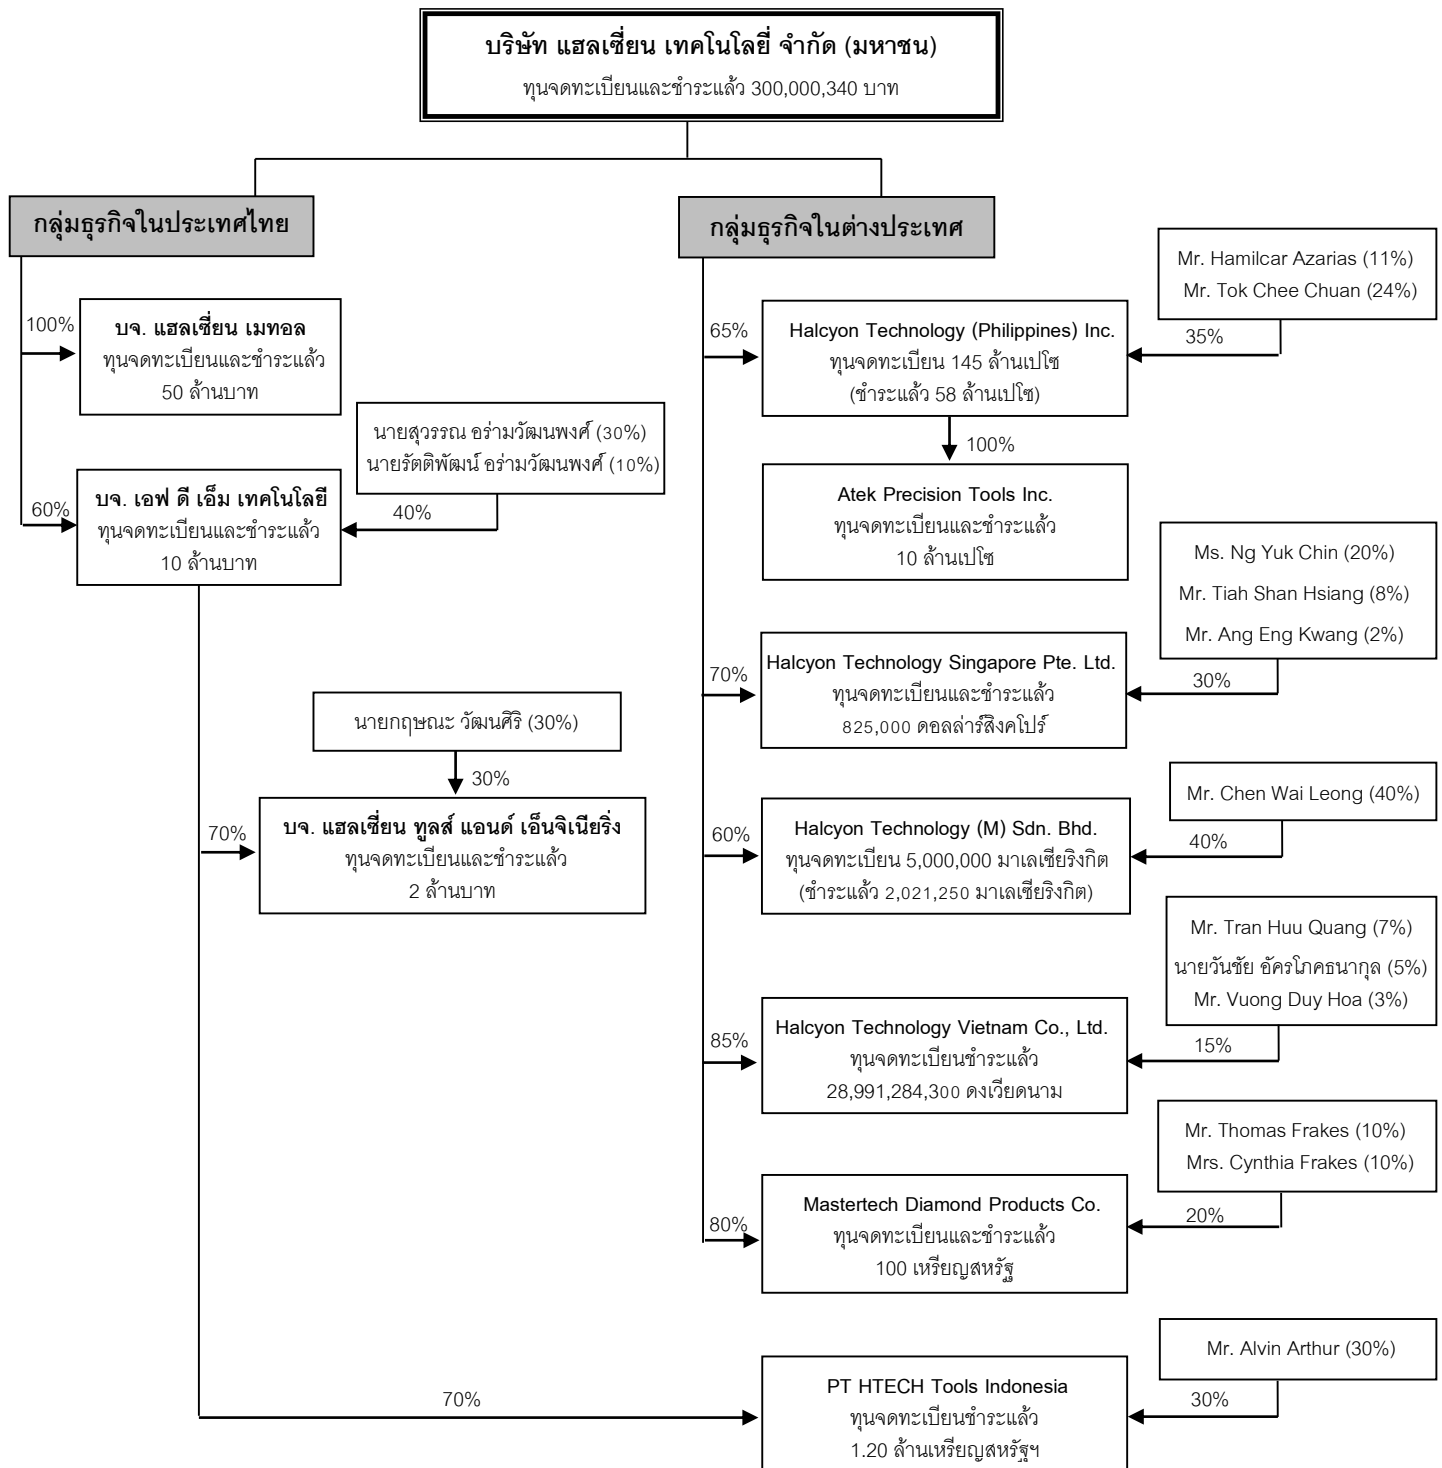 บริษัท แฮลเซี่ยน เทคโนโลยี่ จำกัด (มหาชน)
ทุนจดทะเบียนและชำระแล้ว 300,000,340 บาท
กลุ่มธุรกิจในประเทศไทย
กลุ่มธุรกิจในต่างประเทศ
100%
บจ. แฮลเซี่ยน เมทอล
ทุนจดทะเบียนและชำระแล้ว
50 ล้านบาท
60%
บจ. เอฟ ดี เอ็ม เทคโนโลยี
ทุนจดทะเบียนและชำระแล้ว
10 ล้านบาท
นายสุวรรณ อร่ามวัฒนพงศ์ (30%)
นายรัตติพัฒน์ อร่ามวัฒนพงศ์ (10%)
40%
นายกฤษณะ วัฒนศิริ (30%)
30%
70%
บจ. แฮลเซี่ยน ทูลส์ แอนด์ เอ็นจิเนียริ่ง
ทุนจดทะเบียนและชำระแล้ว
2 ล้านบาท
65%
Halcyon Technology (Philippines) Inc.
ทุนจดทะเบียน 145 ล้านเปโซ
(ชำระแล้ว 58 ล้านเปโซ)
Mr. Hamilcar Azarias (11%)
Mr. Tok Chee Chuan (24%)
35%
100%
Atek Precision Tools Inc.
ทุนจดทะเบียนและชำระแล้ว
10 ล้านเปโซ
70%
Halcyon Technology Singapore Pte. Ltd.
ทุนจดทะเบียนและชำระแล้ว
825,000 ดอลล่าร์สิงคโปร์
Ms. Ng Yuk Chin (20%)
Mr. Tiah Shan Hsiang (8%)
Mr. Ang Eng Kwang (2%)
30%
60%
Halcyon Technology (M) Sdn. Bhd.
ทุนจดทะเบียน 5,000,000 มาเลเซียริงกิต
(ชำระแล้ว 2,021,250 มาเลเซียริงกิต)
Mr. Chen Wai Leong (40%)
40%
85%
Halcyon Technology Vietnam Co., Ltd.
ทุนจดทะเบียนชำระแล้ว
28,991,284,300 ดงเวียดนาม
Mr. Tran Huu Quang (7%)
นายวันชัย อัครโภคธนากุล (5%)
Mr. Vuong Duy Hoa (3%)
15%
80%
Mastertech Diamond Products Co.
ทุนจดทะเบียนและชำระแล้ว
100 เหรียญสหรัฐ
Mr. Thomas Frakes (10%)
Mrs. Cynthia Frakes (10%)
20%
70%
PT HTECH Tools Indonesia
ทุนจดทะเบียนชำระแล้ว
1.20 ล้านเหรียญสหรัฐฯ
Mr. Alvin Arthur (30%)
30%